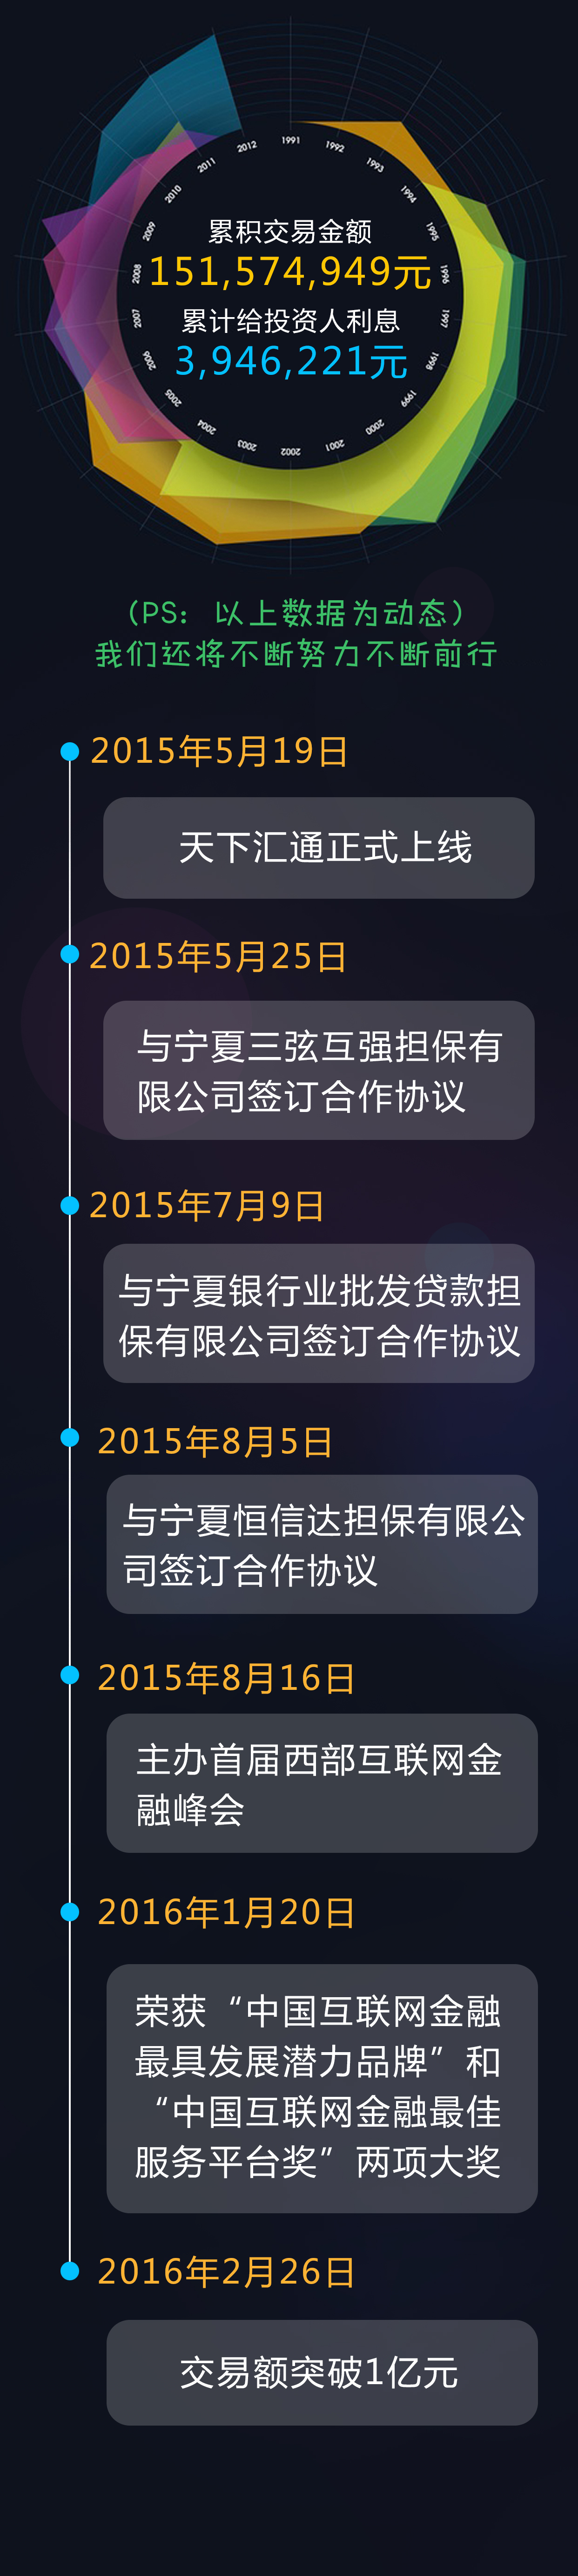 1991
1992
1993
1994
1995
1996
1997
1998
1999
2000
2001
2002
2003
2004
2005
2006
2007
2008
2009
2010
2011
2012
累积交易金额
151,574,949元
累计给投资人利息
3,946,221元
（PS：以上数据为动态）
我们还将不断努力不断前行
2015年5月19日
天下汇通正式上线
2015年5月25日
与宁夏三弦互强担保有
限公司签订合作协议
2015年7月9日
与宁夏银行业批发贷款担
保有限公司签订合作协议
2015年8月5日
与宁夏恒信达担保有限公
司签订合作协议
2015年8月16日
主办首届西部互联网金
融峰会
2016年1月20日
荣获“中国互联网金融
最具发展潜力品牌”和
“中国互联网金融最佳
服务平台奖”两项大奖
2016年2月26日
交易额突破1亿元